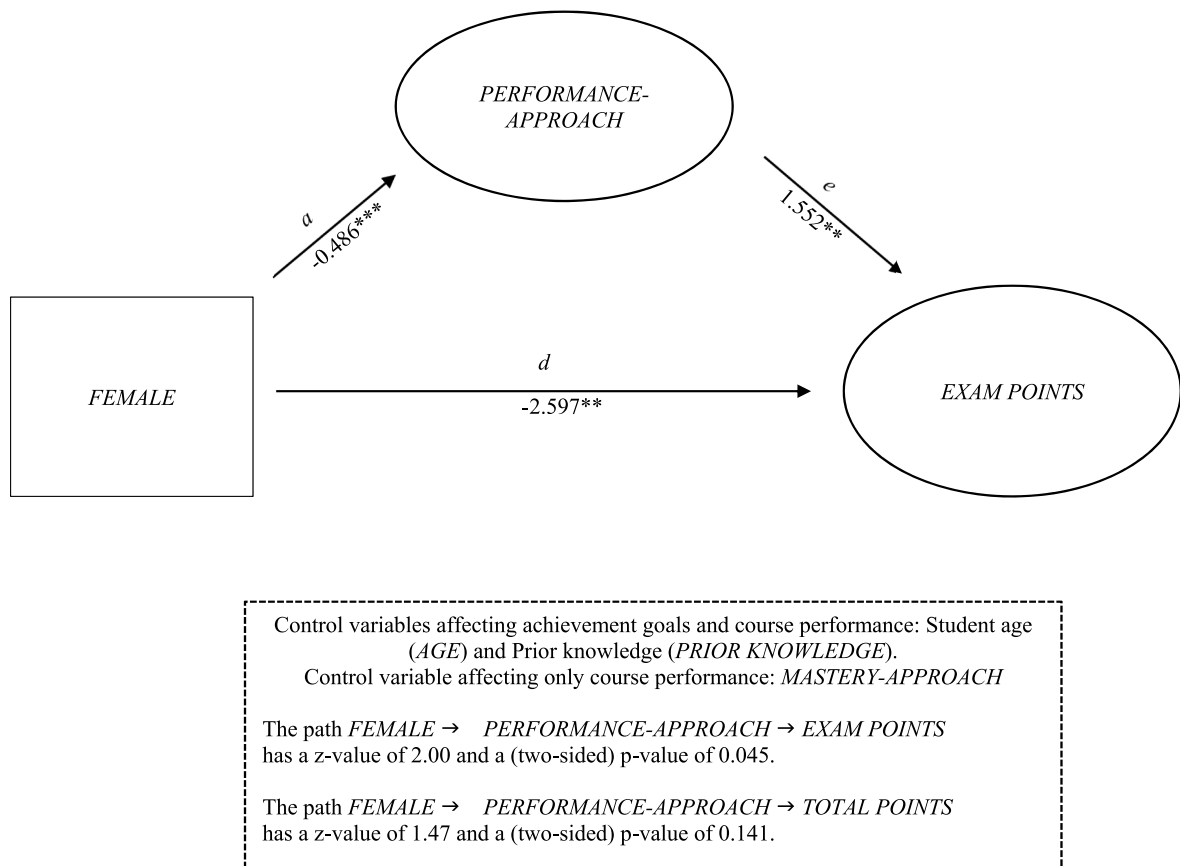 PERFORMANCE-
APPROACH
a
-0.486***
e
1.552**
FEMALE
d
-2.597**
EXAM POINTS
Control variables affecting achievement goals and course performance: Student age
(AGE) and Prior knowledge (PRIOR KNOWLEDGE).
Control variable affecting only course performance: MASTERY-APPROACH
The path FEMALE → PERFORMANCE-APPROACH → EXAM POINTS
has a z-value of 2.00 and a (two-sided) p-value of 0.045.
The path FEMALE → PERFORMANCE-APPROACH → TOTAL POINTS
has a z-value of 1.47 and a (two-sided) p-value of 0.141.